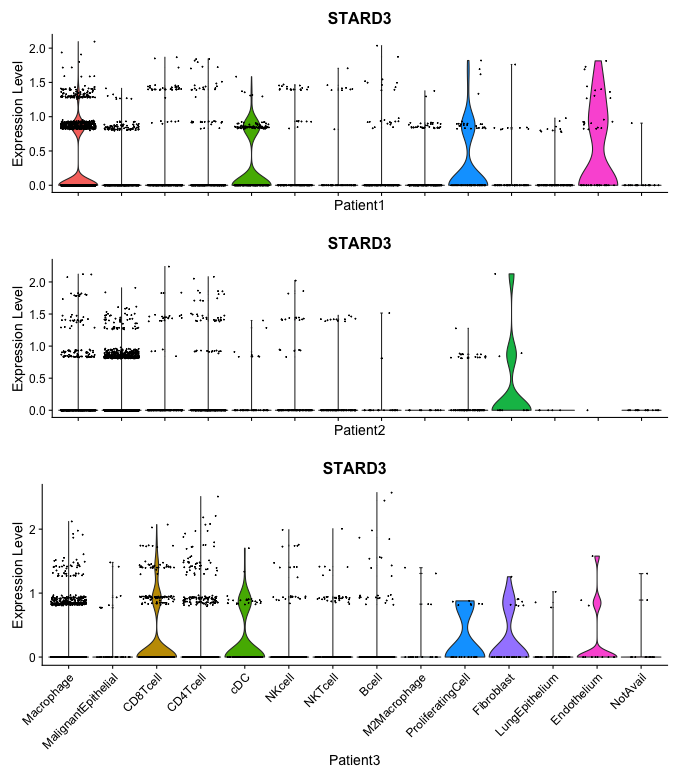 STARD3
Expression Level
2.0
1.5
1.0
0.5
0.0
Patient1
STARD3
Expression Level
2.0
1.5
1.0
0.5
0.0
Patient2
STARD3
Expression Level
2
1
0
Macrophage
MalignantEpithelial
CD8Tcell
CD4Tcell
cDC
NKcell
NKTcell
Bcell
M2Macrophage
ProliferatingCell
Fibroblast
LungEpithelium
Endothelium
NotAvail
Patient3